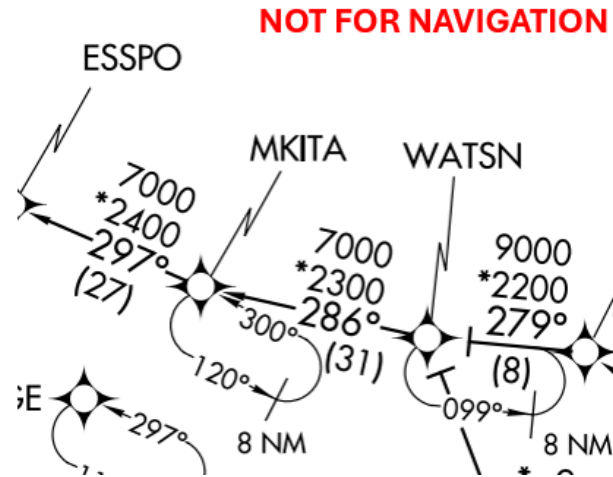 NOT FOR NAVIGATION
ESSPO
MKITA
WATSN
7000
*2400
297°
(27)
7000
*2300
286°
(31)
9000
*2200
279°
(8)
300°
120°
8 NM
099°
8 NM
GE
297°